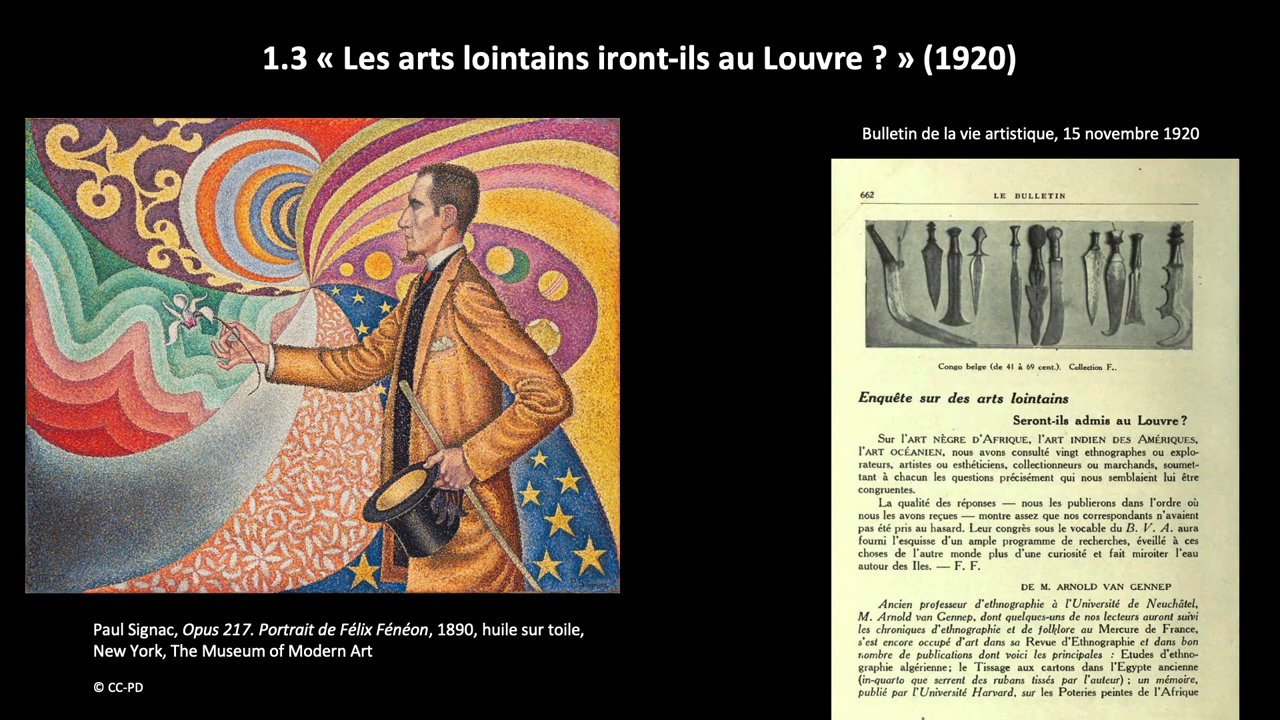 1.3 « Les arts lointains iront-ils au Louvre ? » (1920)
Bulletin de la vie artistique, 15 novembre 1920
662 LE BULLETIN
Congo belge (de 41 à 69 cent.). Collection F..
Enquête sur des arts lointains
Seront-ils admis au Louvre ?
Sur l'ART NÈGRE D'AFRIQUE, l'ART INDIEN DES AMÉRIQUES,
l'ART OCÉANIEN, nous avons consulté vingt ethnographes ou explo-
rateurs, artistes ou esthéticiens, collectionneurs ou marchands, soumet-
tant à chacun les questions précisément qui nous semblaient lui être
congruentes.
La qualité des réponses — nous les publierons dans l'ordre où
nous les avons reçues — montre assez que nos correspondants n'avaient
pas été pris au hasard. Leur congrès sous le vocable du B. V. A. aura
fourni l'esquisse d'un ample programme de recherches, éveillé à ces
choses de l'autre monde plus d'une curiosité et fait miroiter l'eau
autour des Iles. — F. F.
DE M. ARNOLD VAN GENNEP
Ancien professeur d'ethnographie à l'Université de Neuchâtel,
M. Arnold van Gennep, dont quelques-uns de nos lecteurs auront suivi
les chroniques d'ethnographie et de folklore au Mercure de France,
s'est encore occupé d'art dans sa Revue d'Ethnographie et dans bon
nombre de publications dont voici les principales : Etudes d'ethno-
graphie algérienne ; le Tissage aux cartons dans l'Egypte ancienne
(in-quarto que serrent des rubans tissés par l'auteur) ; un mémoire,
publié par l'Université Harvard, sur les Poteries peintes de l'Afrique
Paul Signac, Opus 217. Portrait de Félix Fénéon, 1890, huile sur toile,
New York, The Museum of Modern Art
© CC-PD